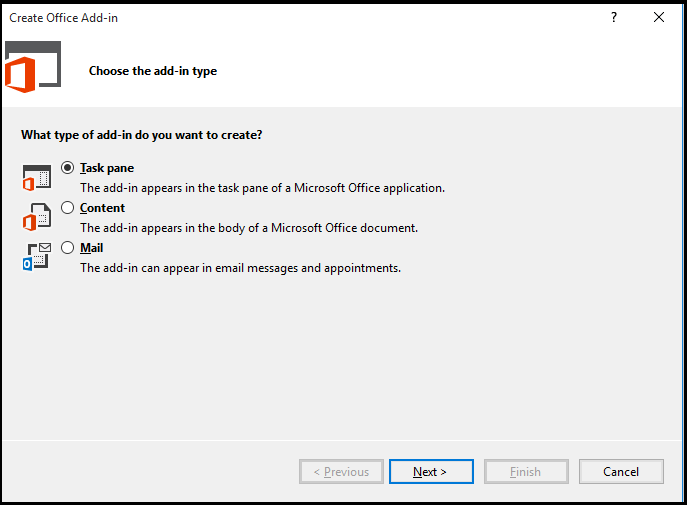 Create Office Add-in ?
Choose the add-in type
What type of add-in do you want to create?
Task pane
The add-in appears in the task pane of a Microsoft Office application.
Content
The add-in appears in the body of a Microsoft Office document.
Mail
The add-in can appear in email messages and appointments.
< Previous Next > Finish Cancel